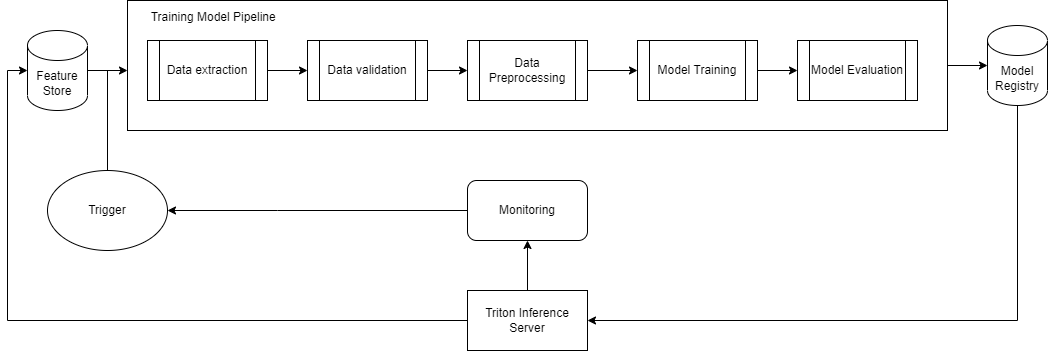 Training Model Pipeline
Feature
Store
Data extraction
Data validation
Data
Preprocessing
Model Training
Model Evaluation
Model
Registry
Trigger
Monitoring
Triton Inference
Server